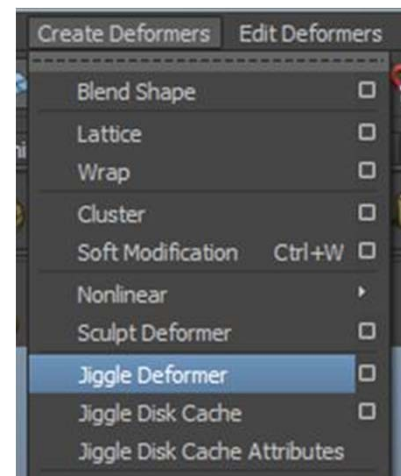 Create Deformers Edit Deformers
Blend Shape
Lattice
Wrap
Cluster
Soft Modification Ctrl+W
Nonlinear
Sculpt Deformer
Jiggle Deformer
Jiggle Disk Cache
Jiggle Disk Cache Attributes